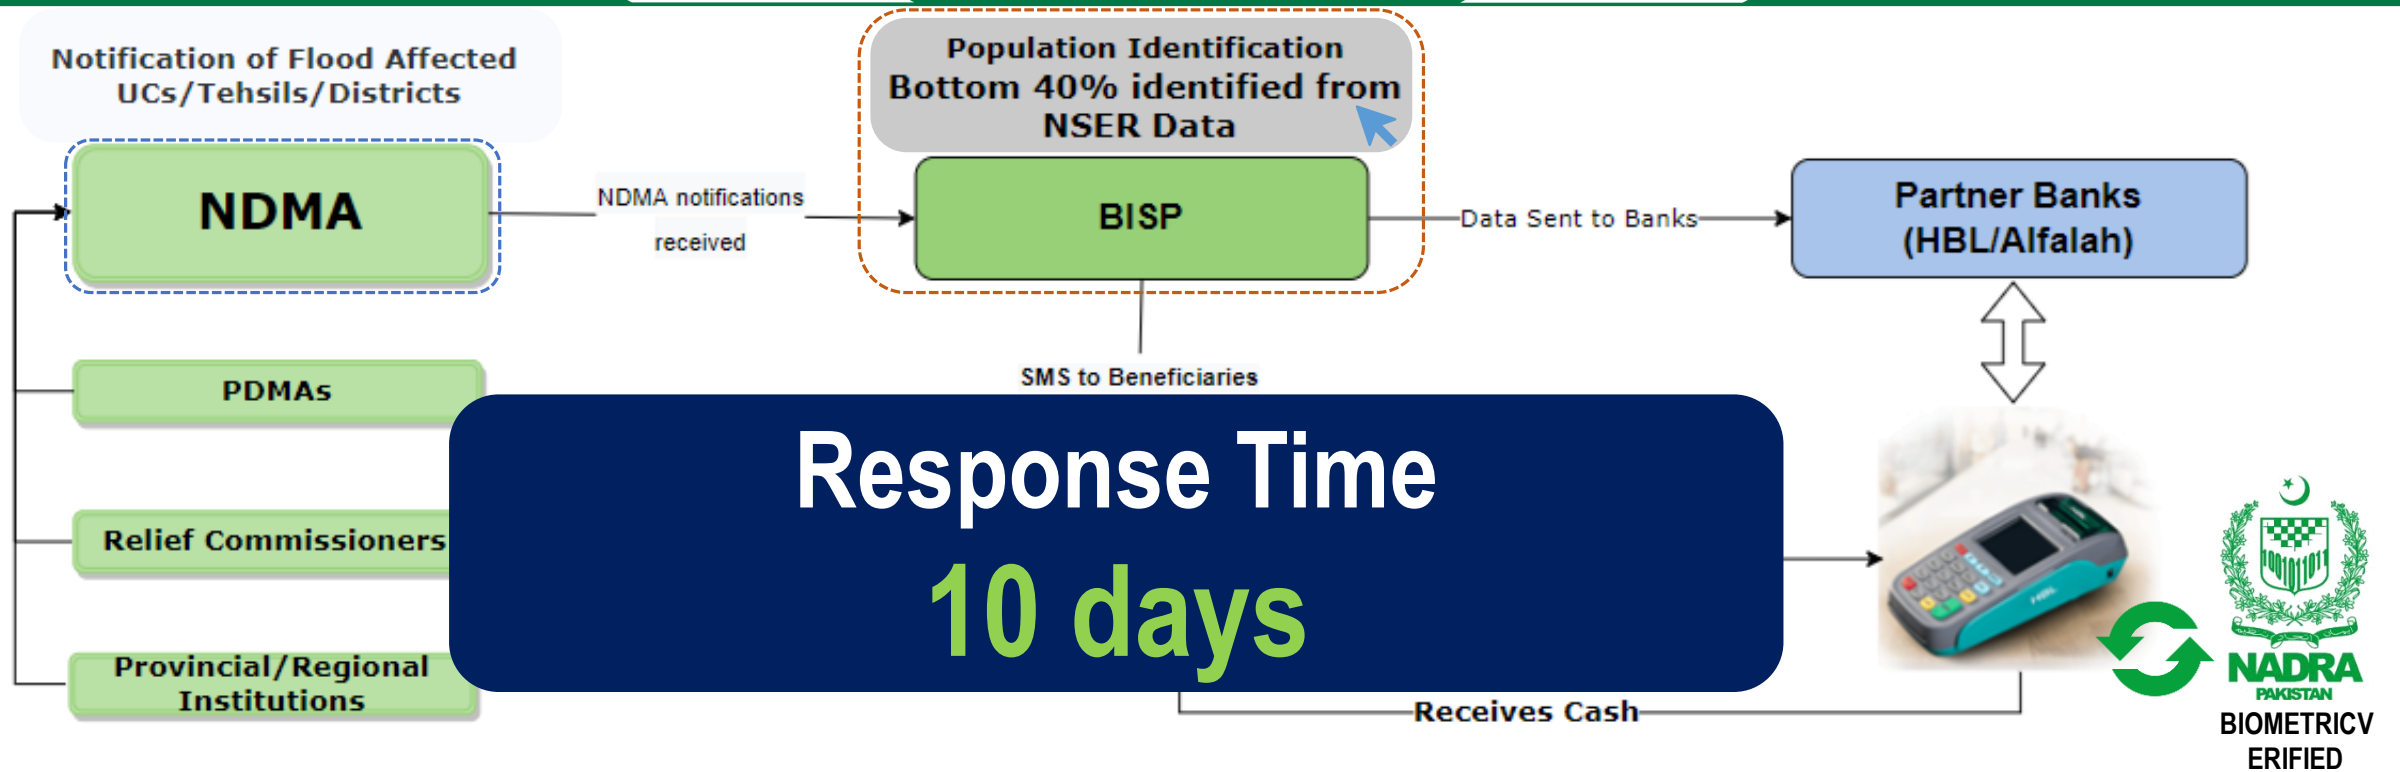 Notification of Flood Affected
UCs/Tehsils/Districts
Population Identification
Bottom 40% identified from
NSER Data
NDMA
NDMA notifications
received
BISP
Data Sent to Banks
Partner Banks
(HBL/Alfalah)
PDMAs
SMS to Beneficiaries
Relief Commissioners
Response Time
10 days
Provincial/Regional
Institutions
Receives Cash
HBL
1001011011
NADRA
PAKISTAN
BIOMETRICV
ERIFIED